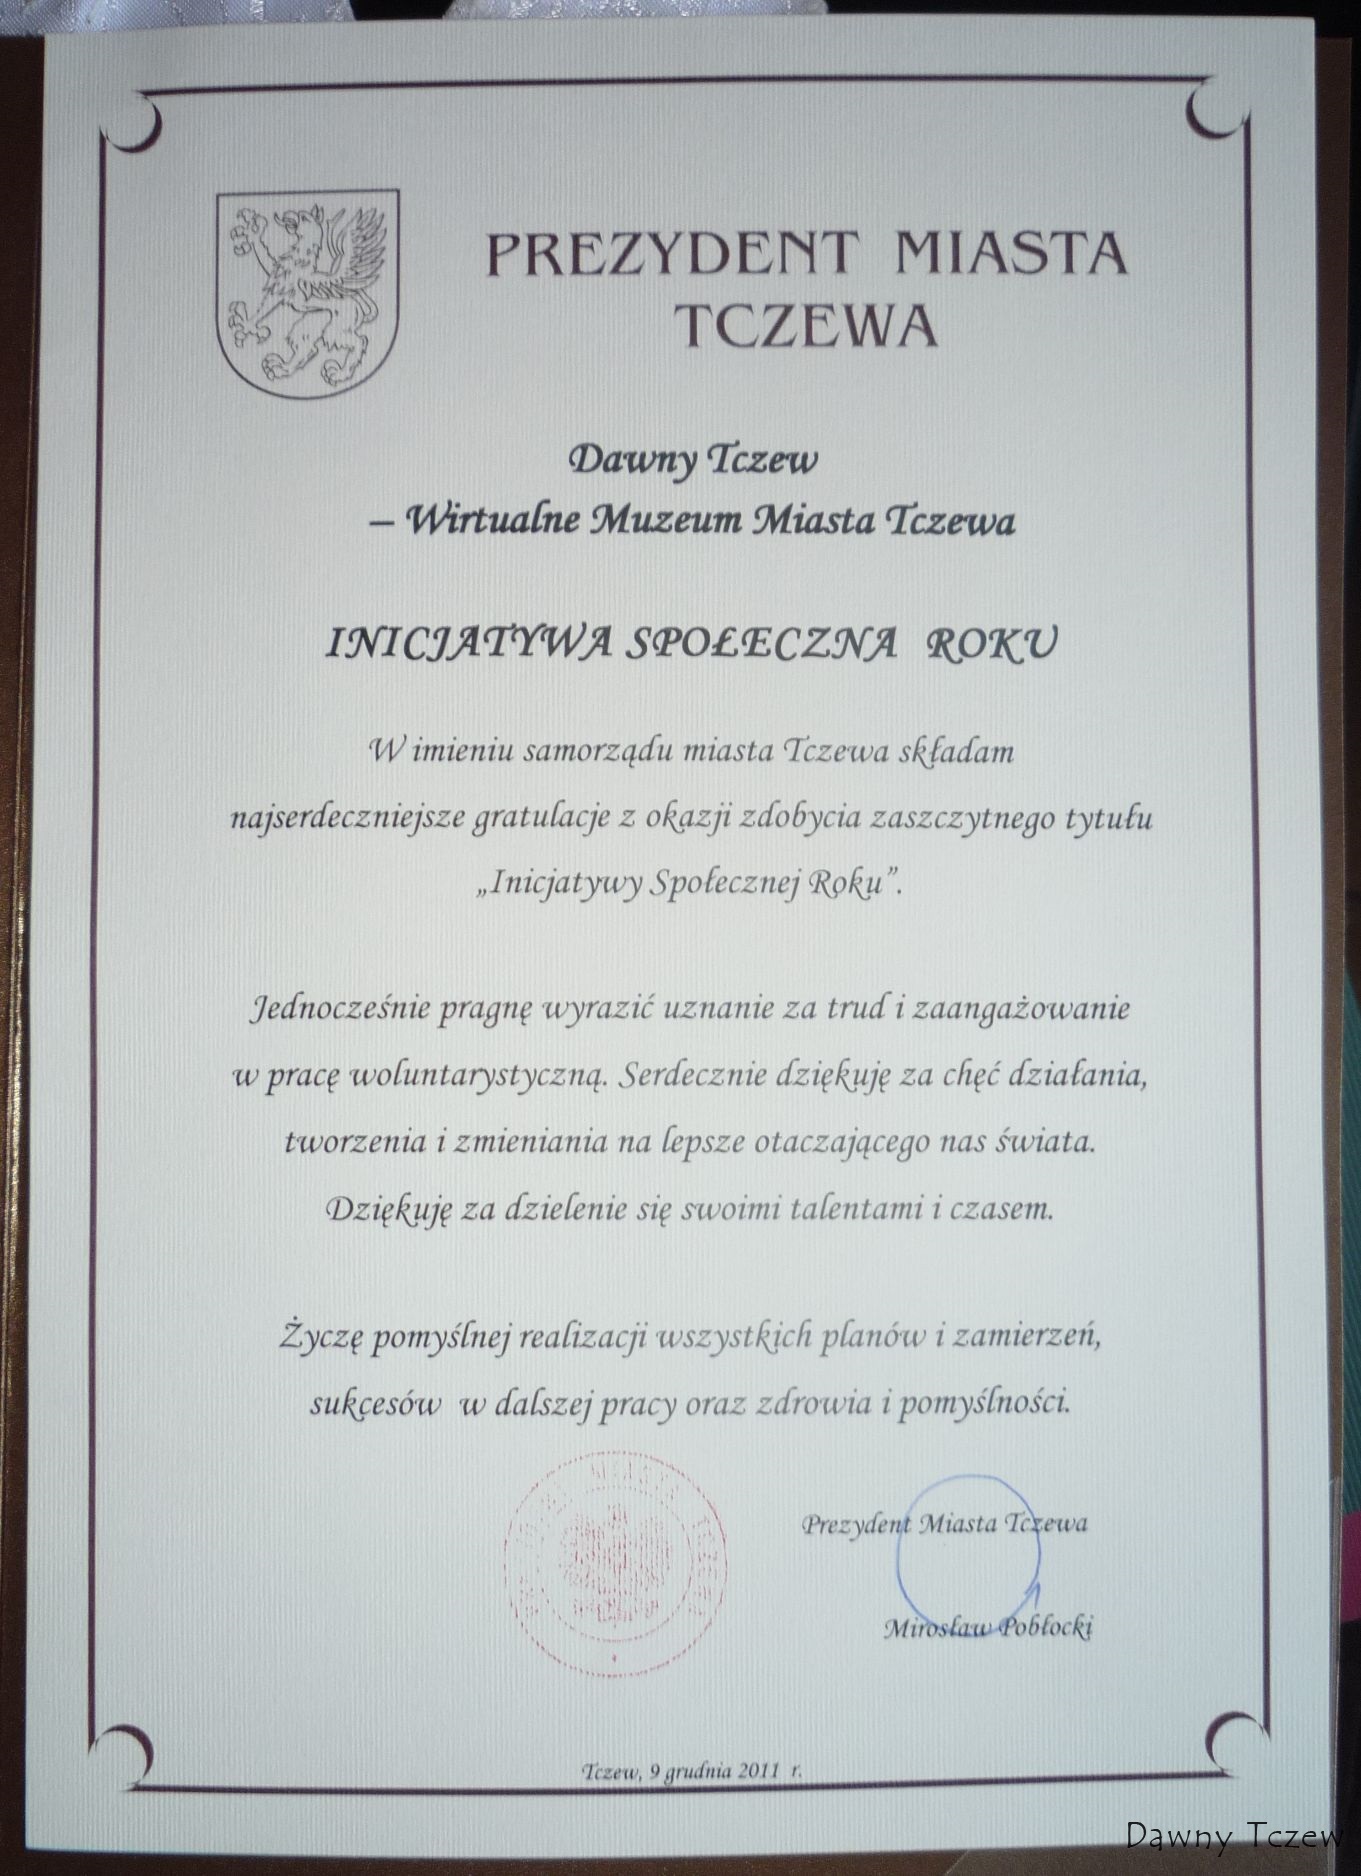 PREZYDENT MIASTA
TCZEWA
Dawny Tczew
– Wirtualne Muzeum Miasta Tczewa
INICJATYWA SPOŁECZNA ROKU
W imieniu samorządu miasta Tczewa składam
najserdeczniejsze gratulacje z okazji zdobycia zaszczytnego tytułu
„Inicjatywy Społecznej Roku”.
Jednocześnie pragnę wyrazić uznanie za trud i zaangażowanie
w pracę woluntarystyczną. Serdecznie dziękuję za chęć działania,
tworzenia i zmieniania na lepsze otaczającego nas świata.
Dziękuję za dzielenie się swoimi talentami i czasem.
Życzę pomyślnej realizacji wszystkich planów i zamierzeń,
sukcesów w dalszej pracy oraz zdrowia i pomyślności.
MIASTA
Prezydent Miasta Tczewa
Mirosław Pobłocki
Tczew, 9 grudnia 2011 r.
Dawny Tczew